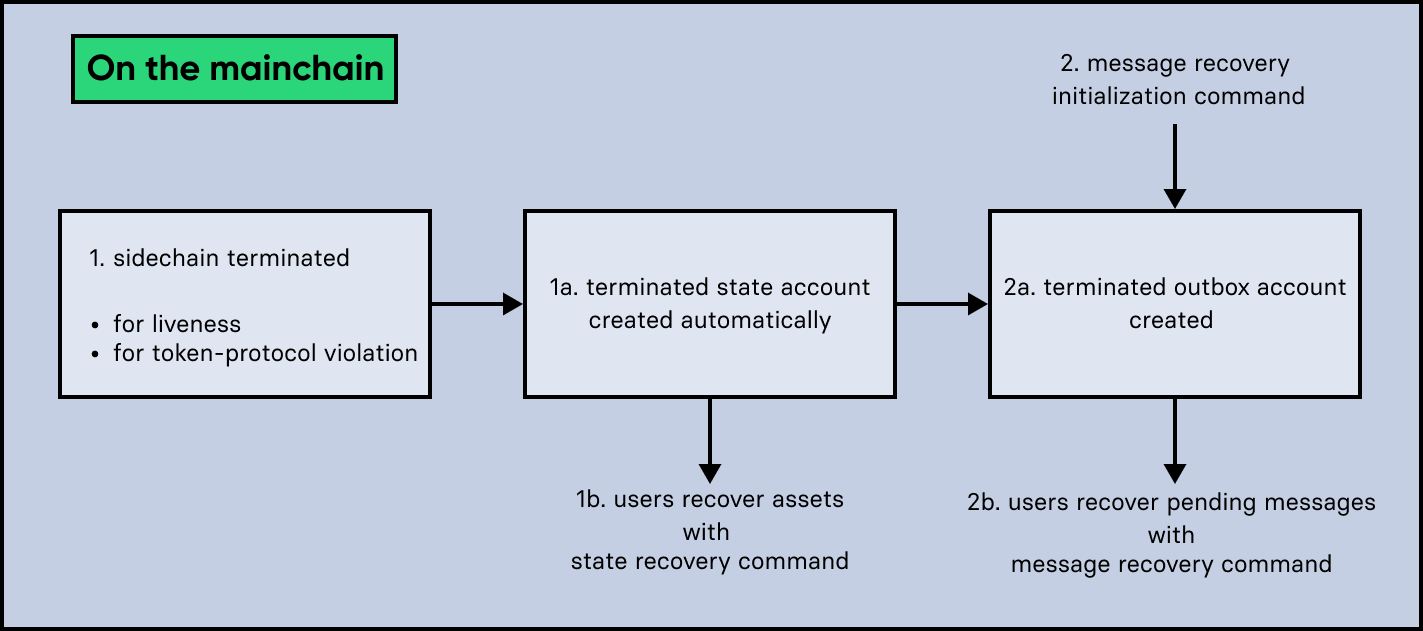 On the mainchain
2. message recovery
initialization command
1. sidechain terminated
• for liveness
• for token-protocol violation
1a. terminated state account
created automatically
2a. terminated outbox account
created
1b. users recover assets
with
state recovery command
2b. users recover pending messages
with
message recovery command